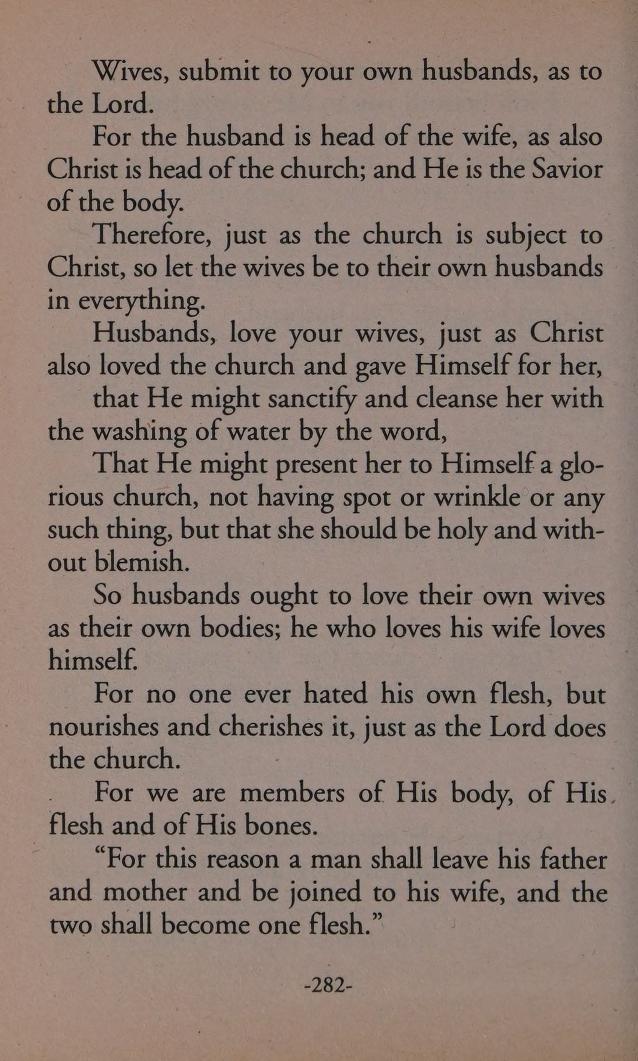 Wives, submit to your own husbands, as to
the Lord.
For the husband is head of the wife, as also
Christ is head of the church; and He is the Savior
of the body.
Therefore, just as the church is subject to
Christ, so let the wives be to their own husbands
in everything.
Husbands, love your wives, just as Christ
also loved the church and gave Himself for her,
that He might sanctify and cleanse her with
the washing of water by the word,
That He might present her to Himself a glo-
rious church, not having spot or wrinkle or any
such thing, but that she should be holy and with-
out blemish.
So husbands ought to love their own wives
as their own bodies; he who loves his wife loves
himself.
For no one ever hated his own flesh, but
nourishes and cherishes it, just as the Lord does
the church.
For we are members of His body, of His
flesh and of His bones.
“For this reason a man shall leave his father
and mother and be joined to his wife, and the
two shall become one flesh.”
-282-